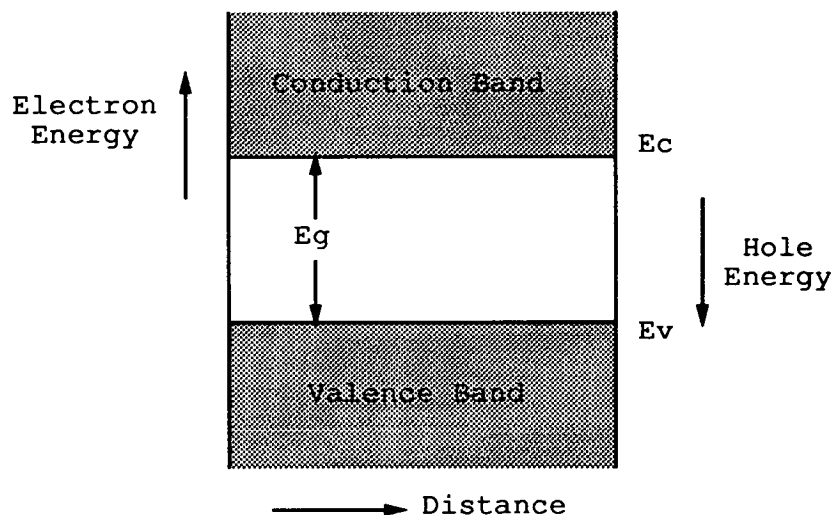 Conduction Band
Electron
Energy
Ec
Eg
Hole
Energy
Ev
Valence Band
Distance